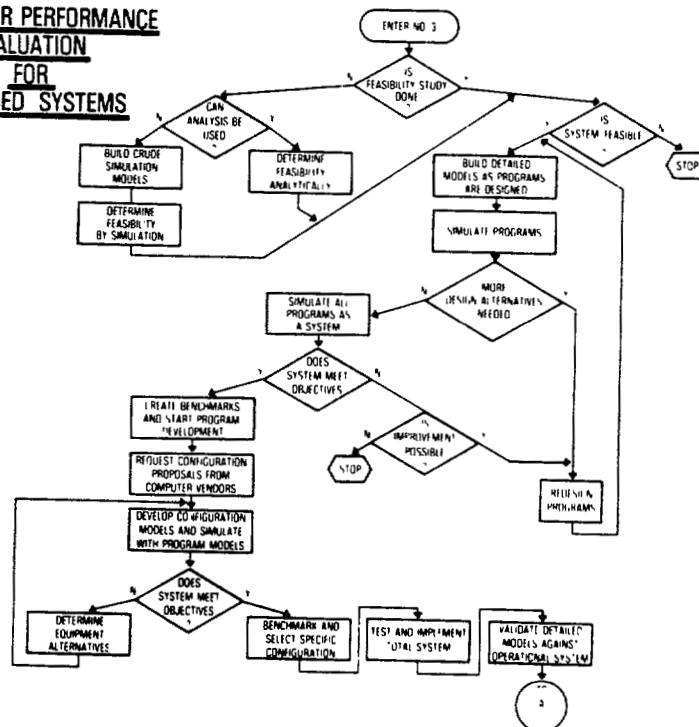 R PERFORMANCE
ALUATION
FOR
ED SYSTEMS
ENTER NO 3
IS
FEASIBILITY STUDY
DONE
?
N
Y
CAN
ANALYSIS BE
USED
?
N
Y
IS
SYSTEM FEASIBLE
?
Y
N
STOP
BUILD CRUDE
SIMULATION
MODELS
DETERMINE
FEASIBILITY
ANALYTICALLY
DETERMINE
FEASIBILITY
BY SIMULATION
BUILD DETAILED
MODELS AS PROGRAMS
ARE DESIGNED
SIMULATE PROGRAMS
MORE
DESIGN ALTERNATIVES
NEEDED
N
Y
SIMULATE ALL
PROGRAMS AS
A SYSTEM
DOES
SYSTEM MEET
OBJECTIVES
?
Y
N
CREATE BENCHMARKS
AND START PROGRAM
DEVELOPMENT
IS
IMPROVEMENT
POSSIBLE
?
N
Y
STOP
REQUEST CONFIGURATION
PROPOSALS FROM
COMPUTER VENDORS
REDESIGN
PROGRAMS
DEVELOP CONFIGURATION
MODELS AND SIMULATE
WITH PROGRAM MODELS
DOES
SYSTEM MEET
OBJECTIVES
?
N
Y
DETERMINE
EQUIPMENT
ALTERNATIVES
BENCHMARK AND
SELECT SPECIFIC
CONFIGURATION
TEST AND IMPLEMENT
TOTAL SYSTEM
VALIDATE DETAILED
MODELS AGAINST
OPERATIONAL SYSTEM